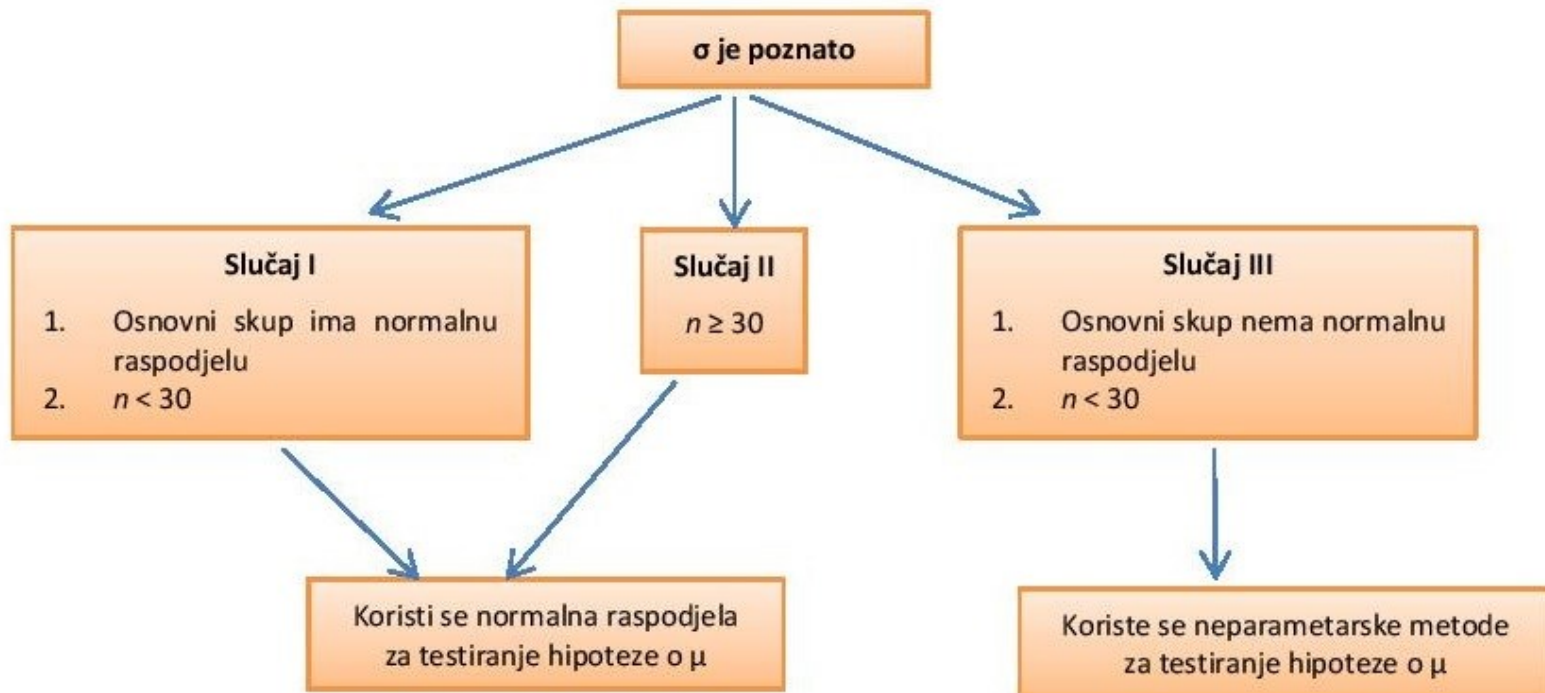 σ je poznato
Slučaj I
1. Osnovni skup ima normalnu
raspodjelu
2. n < 30
Slučaj II
n ≥ 30
Slučaj III
1. Osnovni skup nema normalnu
raspodjelu
2. n < 30
Koristi se normalna raspodjela
za testiranje hipoteze o μ
Koriste se neparametarske metode
za testiranje hipoteze o μ